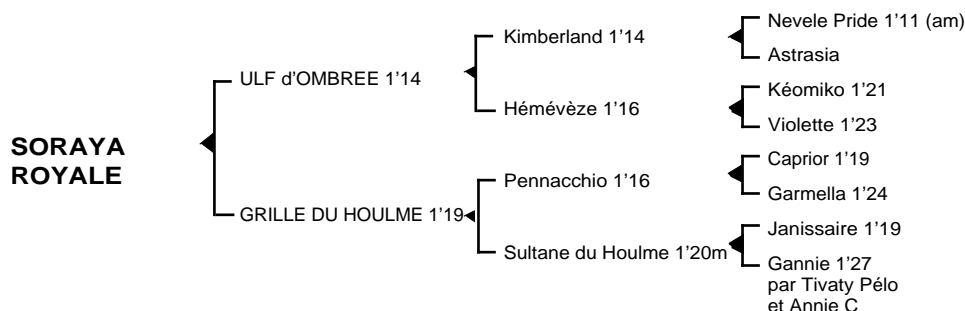 SORAYA
ROYALE
ULF d'OMBREE 1'14
GRILLE DU HOULME 1'19
Kimberland 1'14
Hémévèze 1'16
Pennacchio 1'16
Sultane du Houlme 1'20m
Nevele Pride 1'11 (am)
Astrasia
Kéomiko 1'21
Violette 1'23
Caprior 1'19
Garmella 1'24
Janissaire 1'19
Gannie 1'27
par Tivaty Pélo
et Annie C